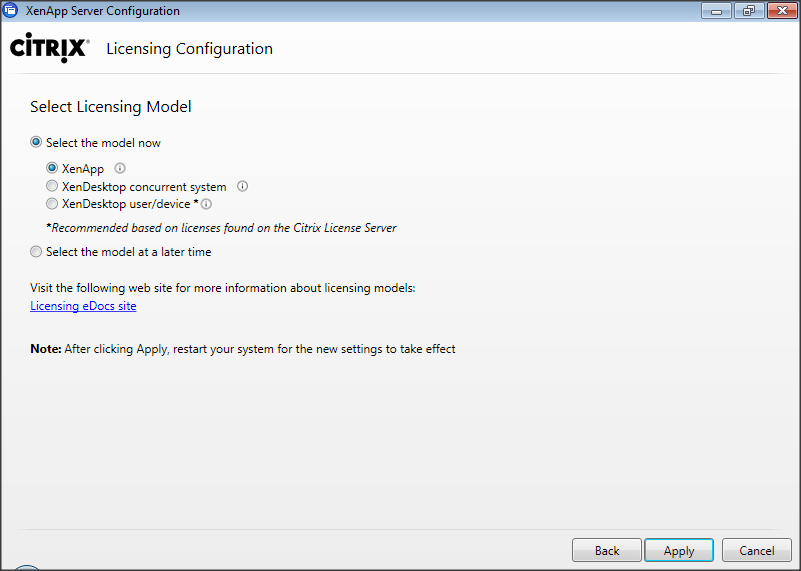 XenApp Server Configuration
CİTRIX® Licensing Configuration
Select Licensing Model
Select the model now
XenApp
XenDesktop concurrent system
XenDesktop user/device *
*Recommended based on licenses found on the Citrix License Server
Select the model at a later time
Visit the following web site for more information about licensing models:
Licensing eDocs site
Note: After clicking Apply, restart your system for the new settings to take effect
Back Apply Cancel